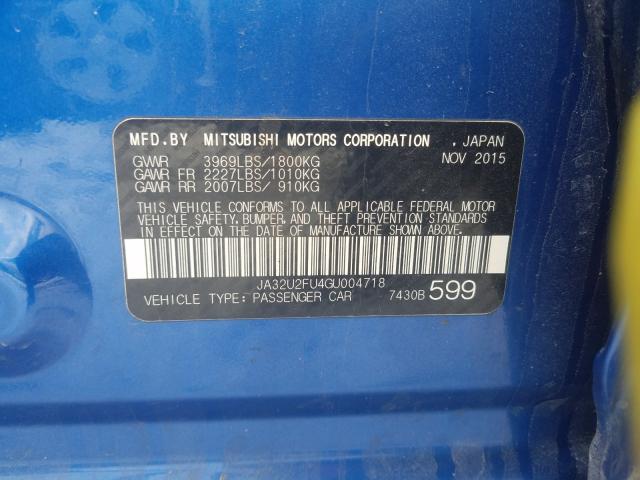 MFD.BY MITSUBISHI MOTORS CORPORATION , JAPAN
GVWR 3969LBS/1800KG NOV 2015
GAWR FR 2227LBS/1010KG
GAWR RR 2007LBS/ 910KG
THIS VEHICLE CONFORMS TO ALL APPLICABLE FEDERAL MOTOR
VEHICLE SAFETY, BUMPER, AND THEFT PREVENTION STANDARDS
IN EFFECT ON THE DATE OF MANUFACTURE SHOWN ABOVE.
JA32U2FU4GU004718
VEHICLE TYPE: PASSENGER CAR 7430B 599